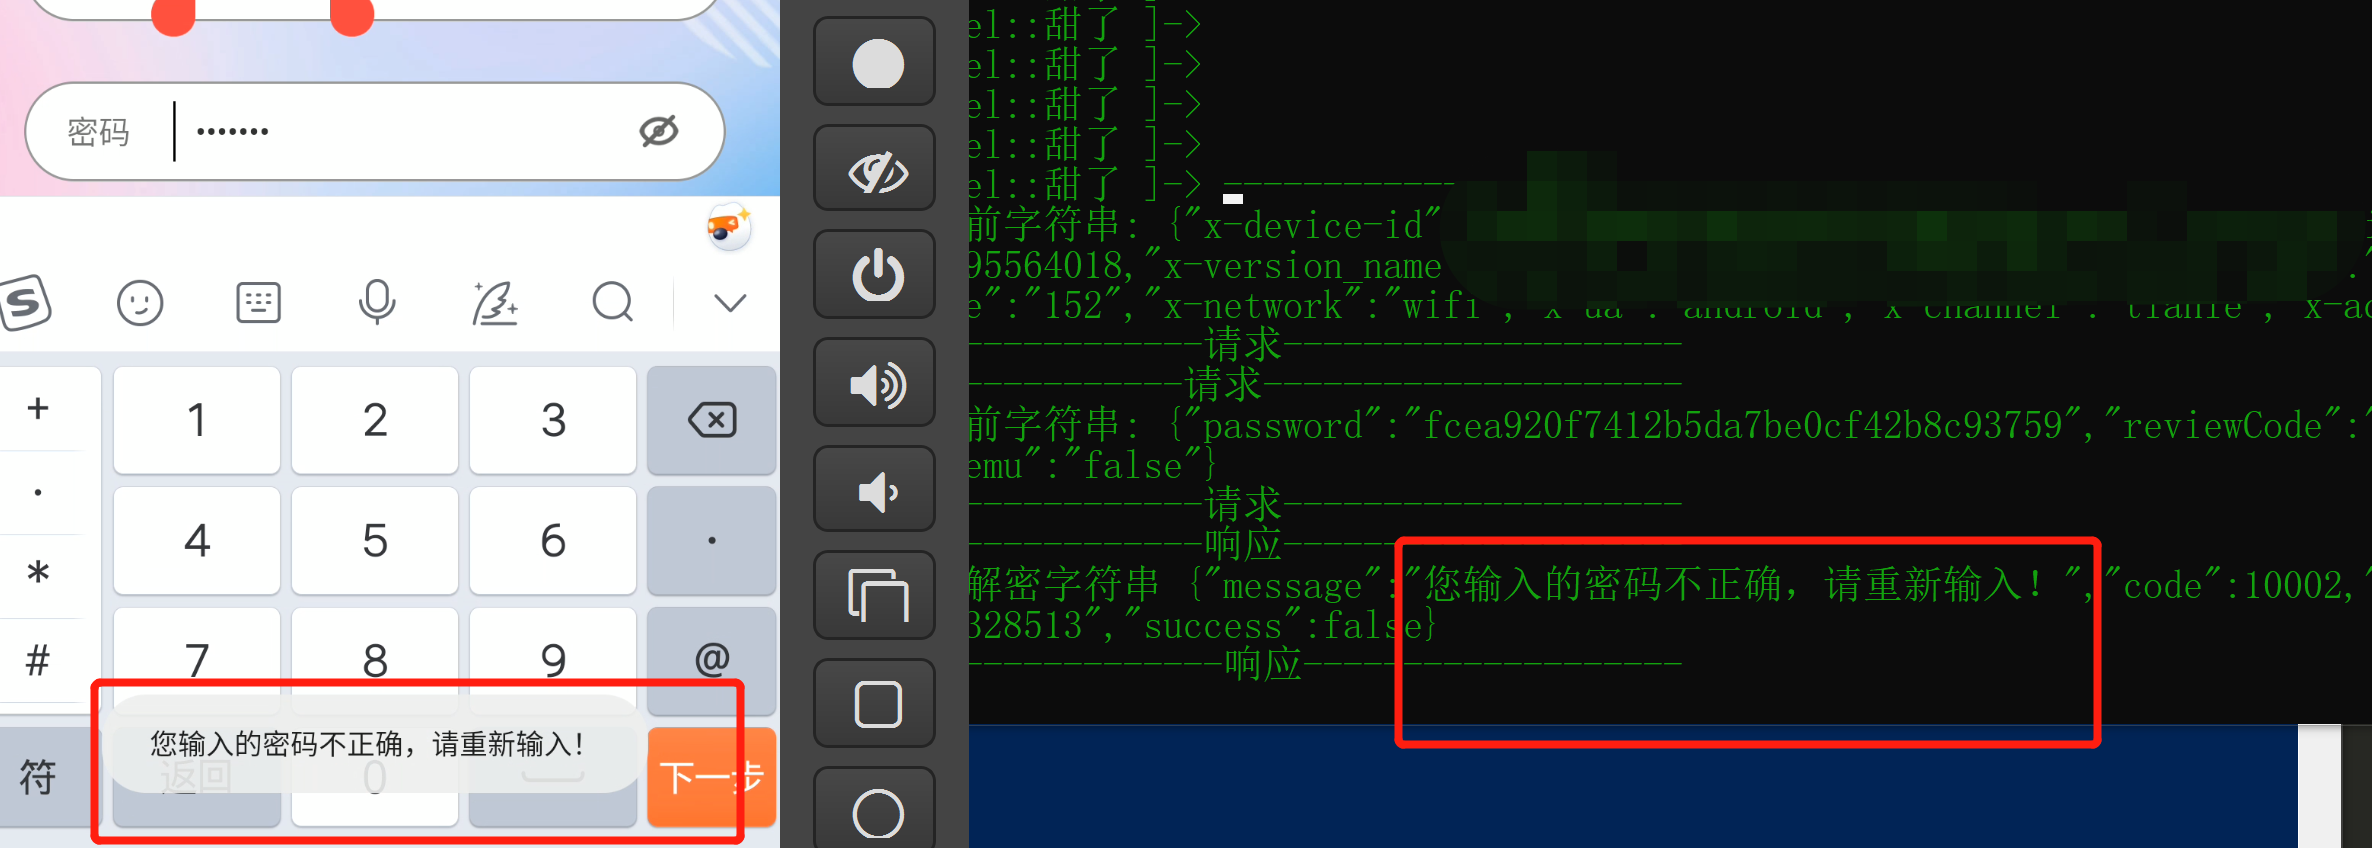 密码
•••••••
+
1
2
3
.
4
5
6
.
*
7
8
9
@
#
您输入的密码不正确，请重新输入！
符
返回
0
下一步
el::甜了 ]->
el::甜了 ]->
el::甜了 ]->
el::甜了 ]->
el::甜了 ]-> ------------
前字符串: {"x-device-id"
95564018,"x-version_name
e":"152","x-network":"wifi","x-ua":"android","x-channel":"tianle","x-ac
------------请求--------------------
-----------请求---------------------
前字符串: {"password":"fcea920f7412b5da7be0cf42b8c93759","reviewCode":"
emu":"false"}
------------请求--------------------
------------响应--------------------
解密字符串 {"message":"您输入的密码不正确，请重新输入！","code":10002,"
328513","success":false}
-------------响应-------------------